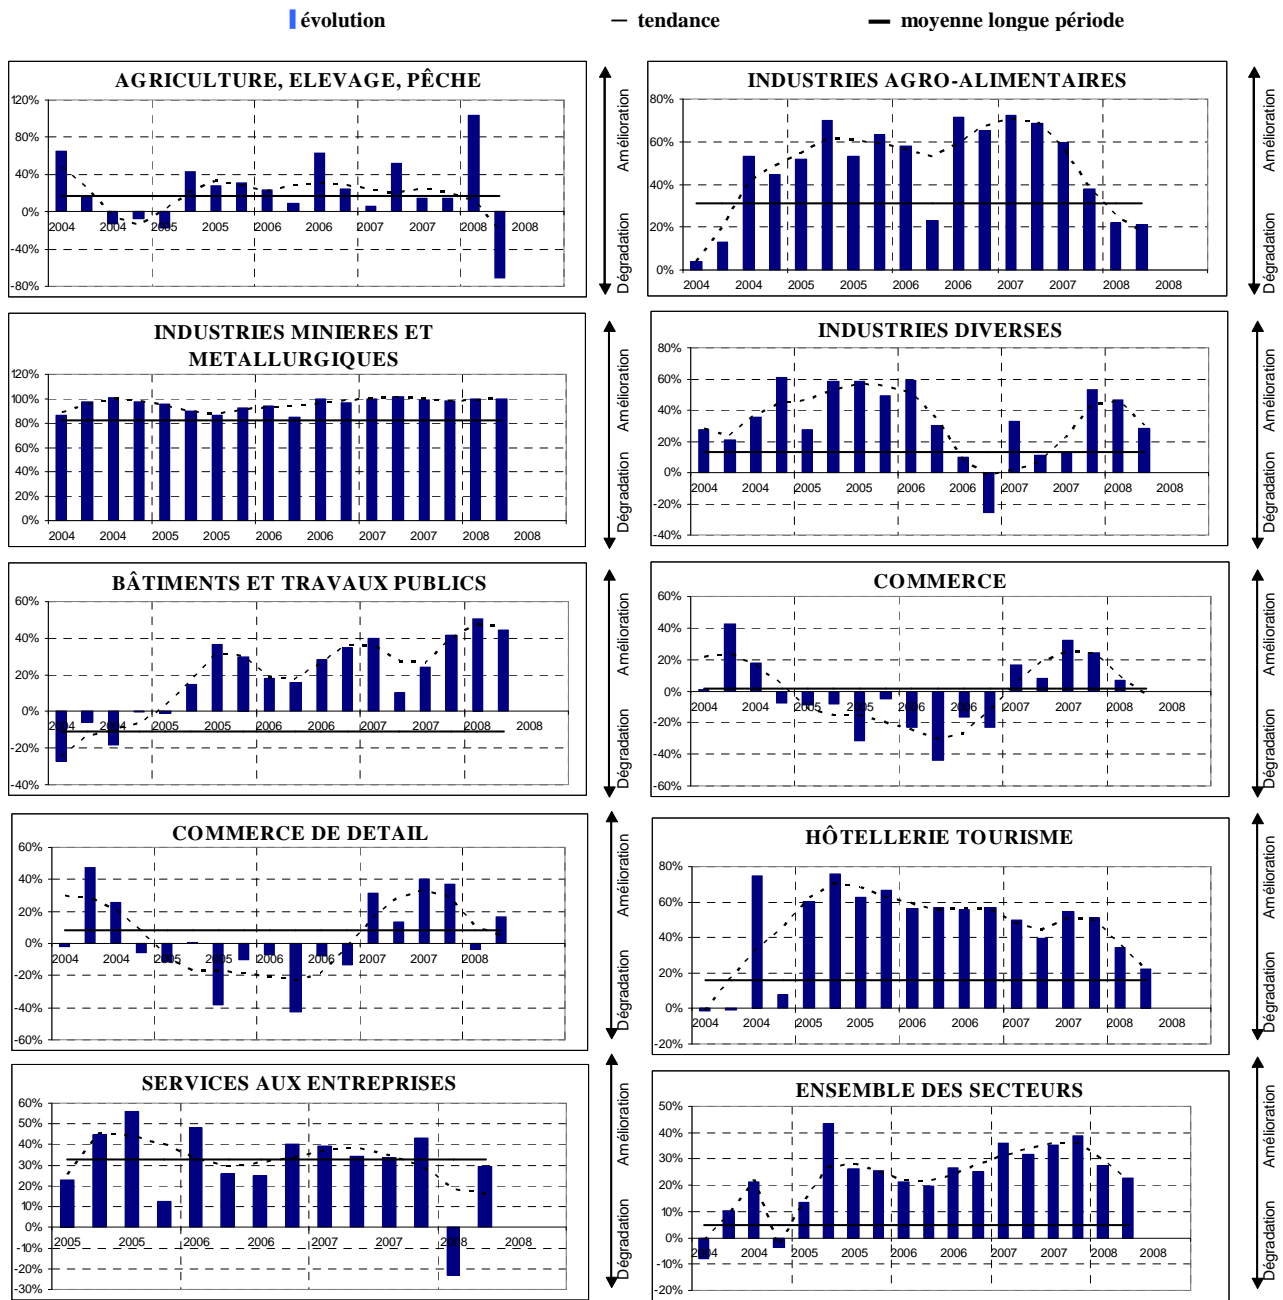 évolution
tendance
moyenne longue période
AGRICULTURE, ELEVAGE, PÊCHE
120%
80%
40%
0%
-40%
-80%
2004 2004 2005 2005 2006 2006 2007 2007 2008 2008
Amélioration
Dégradation
INDUSTRIES AGRO-ALIMENTAIRES
80%
60%
40%
20%
0%
2004 2004 2005 2005 2006 2006 2007 2007 2008 2008
Amélioration
Dégradation
INDUSTRIES MINIERES ET
METALLURGIQUES
120%
100%
80%
60%
40%
20%
0%
2004 2004 2005 2005 2006 2006 2007 2007 2008 2008
Amélioration
Dégradation
INDUSTRIES DIVERSES
80%
60%
40%
20%
0%
-20%
-40%
2004 2004 2005 2005 2006 2006 2007 2007 2008 2008
Amélioration
Dégradation
BÂTIMENTS ET TRAVAUX PUBLICS
60%
40%
20%
0%
-20%
-40%
2004 2004 2005 2005 2006 2006 2007 2007 2008 2008
Amélioration
Dégradation
COMMERCE
60%
40%
20%
0%
-20%
-40%
-60%
2004 2004 2005 2005 2006 2006 2007 2007 2008 2008
Amélioration
Dégradation
COMMERCE DE DETAIL
60%
40%
20%
0%
-20%
-40%
-60%
2004 2004 2005 2005 2006 2006 2007 2007 2008
Amélioration
Dégradation
HÔTELLERIE TOURISME
80%
60%
40%
20%
0%
-20%
2004 2004 2005 2005 2006 2006 2007 2007 2008 2008
Amélioration
Dégradation
SERVICES AUX ENTREPRISES
60%
50%
40%
30%
20%
10%
0%
-10%
-20%
-30%
2005 2005 2006 2006 2007 2007 2008 2008
Amélioration
Dégradation
ENSEMBLE DES SECTEURS
50%
40%
30%
20%
10%
0%
-10%
-20%
2004 2004 2005 2005 2006 2006 2007 2007 2008 2008
Amélioration
Dégradation